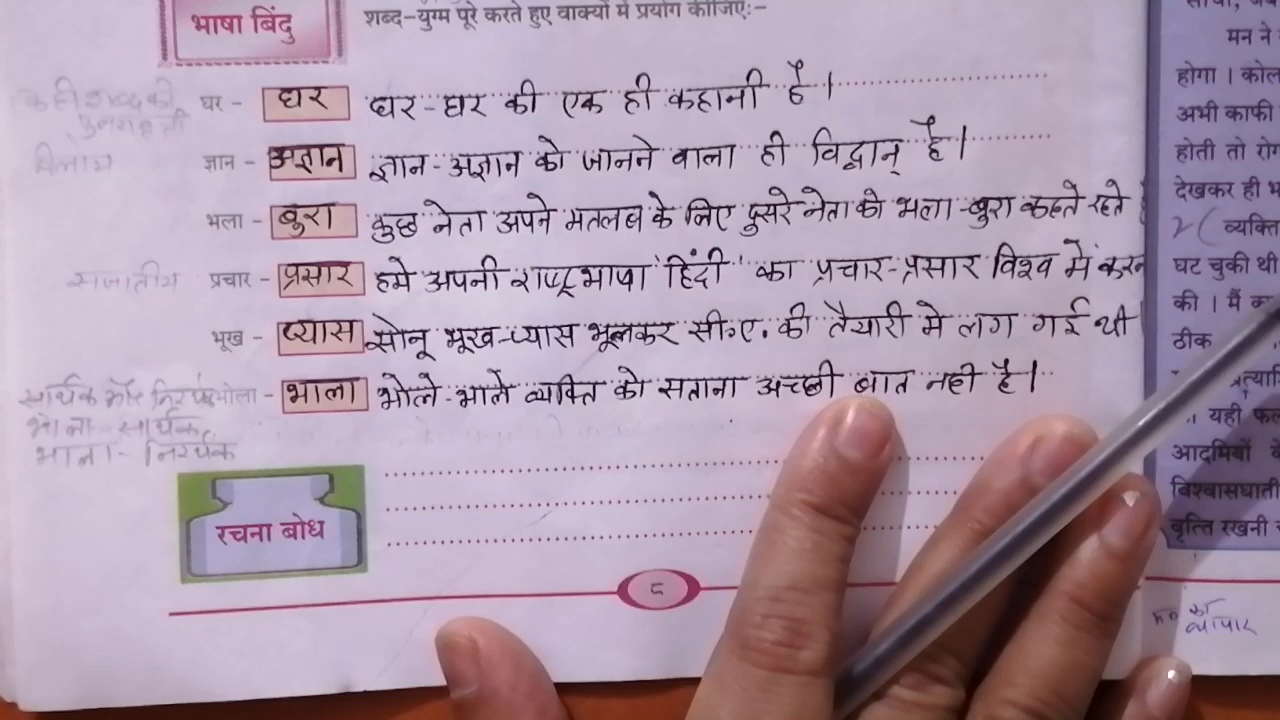 भाषा बिंदु
शब्द-युग्म पूरे करते हुए वाक्यों में प्रयोग कीजिए:-
घर - घर घर-घर की एक ही कहानी है।
ज्ञान - अज्ञान ज्ञान-अज्ञान को जानने वाला ही विद्वान् है।
विलोम
भला - बुरा कुछ नेता अपने मतलब के लिए दुसरे नेता को भला-बुरा कहते रहते
सजातीय
प्रचार - प्रसार हमे अपनी राष्ट्रभाषा 'हिंदी' का प्रचार-प्रसार विश्व में
भूख - प्यास सोनू भूख-प्यास भूलकर सी.ए. की तैयारी मे लग गई थी
भोला - भाला भोले-भाले व्यक्ति को सताना अच्छी बात नही है।
सार्थक और
भोला - सार्थक
भाला - निरर्थक
रचना बोध
८
मन ने
होगा । कोल
अभी काफी
होती तो रोग
देखकर ही
व्यक्ति
घट चुकी थी
की । मैं
ठीक
यही
आदमियों
विश्वासघाती
वृत्ति रखनी
का
व्यापार